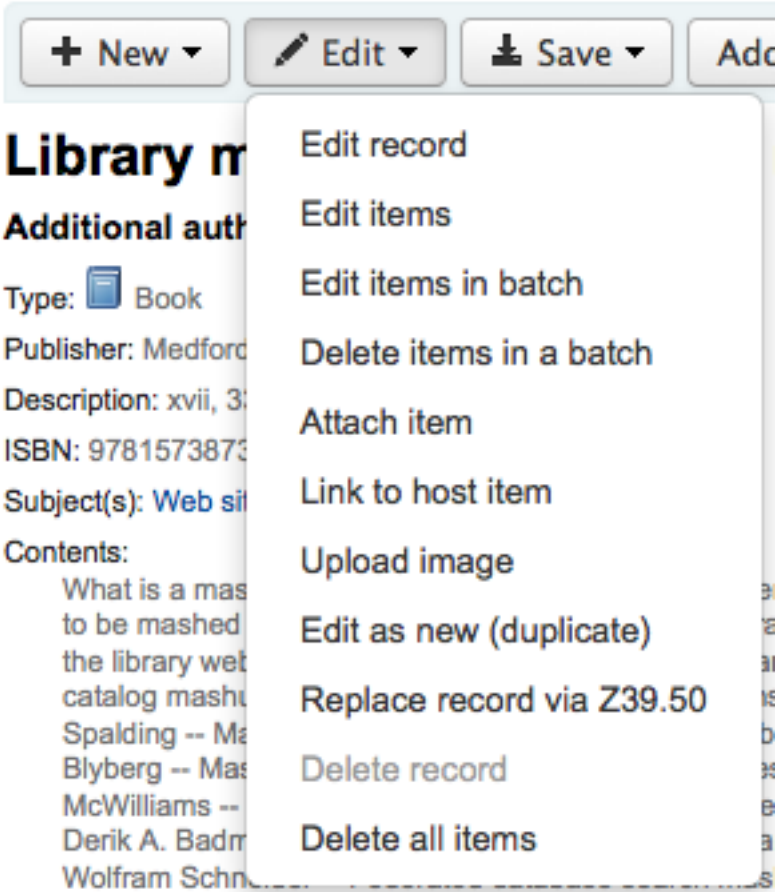 New Edit Save Add
Library m
Edit record
Additional auth
Edit items
Type: Book
Edit items in batch
Publisher: Medford
Delete items in a batch
Description: xvii, 3
Attach item
ISBN: 978157387
Subject(s): Web sit
Link to host item
Contents:
Upload image
What is a mas
to be mashed
Edit as new (duplicate)
the library web
catalog mashu
Replace record via Z39.50
Spalding -- Ma
Blyberg -- Mas
Delete record
McWilliams --
Derik A. Badm
Delete all items
Wolfram Schn